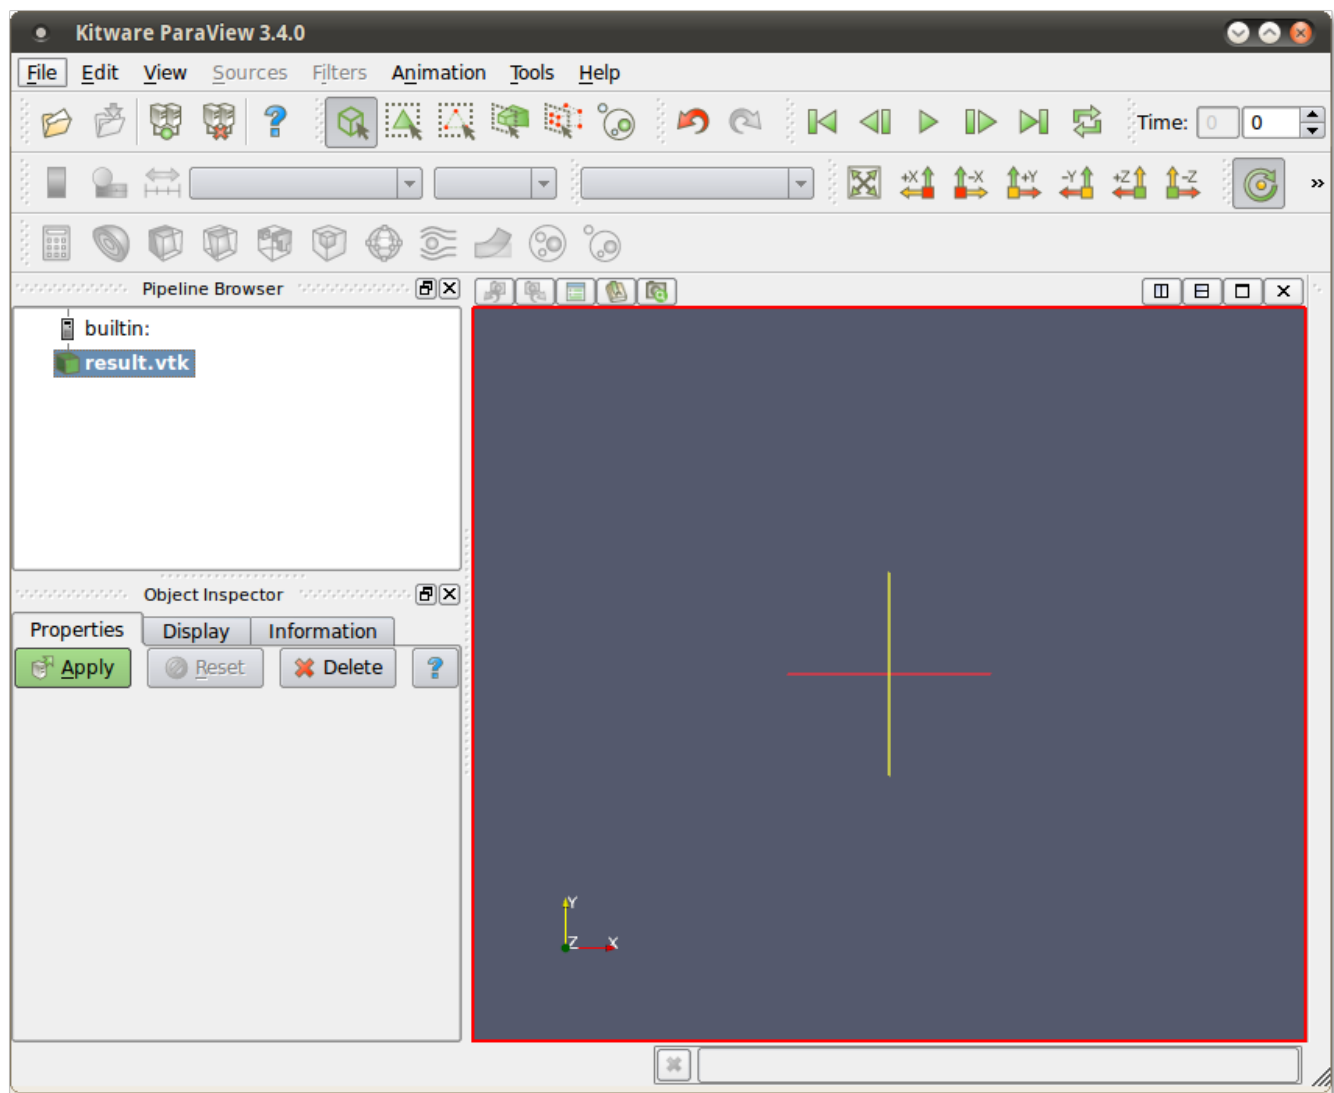 Kitware ParaView 3.4.0
File Edit View Sources Filters Animation Tools Help
? Time: 0 0
+X -X +Y -Y +Z -Z »
Pipeline Browser
builtin:
result.vtk
Object Inspector
Properties Display Information
Apply Reset Delete ?
Y
Z X